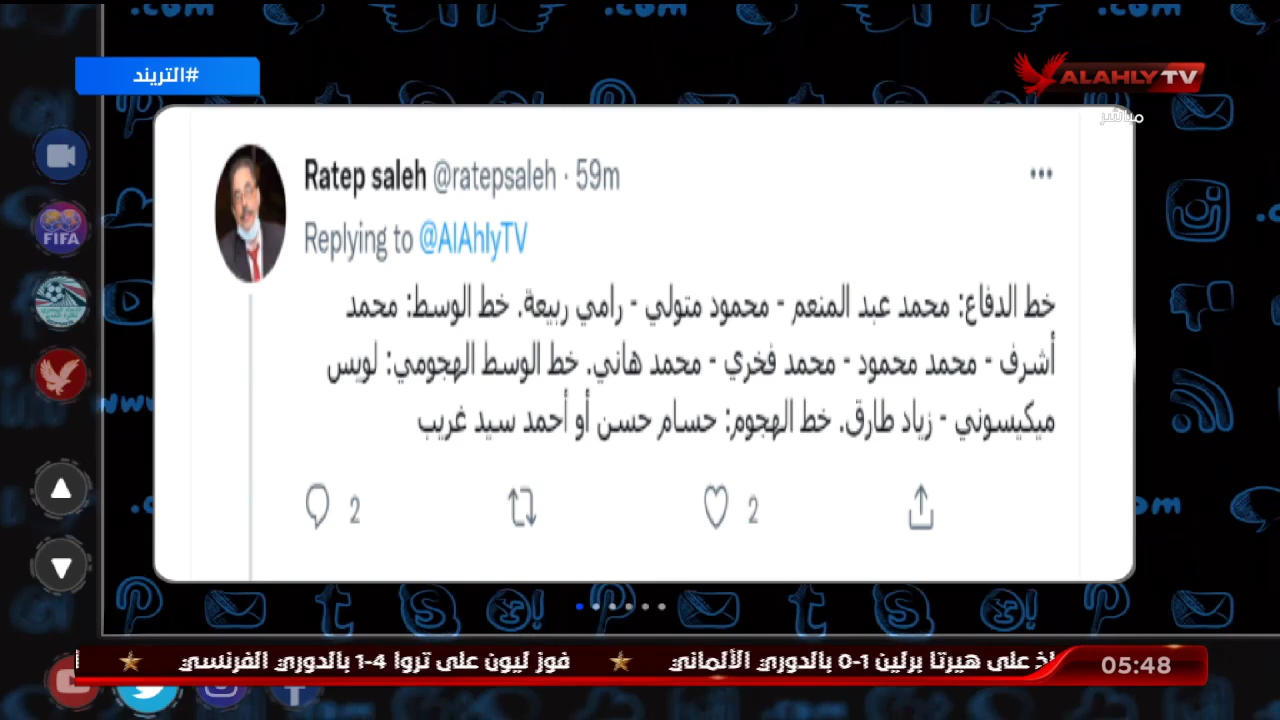 #التريند
ALAHLY TV
مباشر
Ratep saleh @ratepsaleh · 59m
Replying to @AlAhlyTV
خط الدفاع: محمد عبد المنعم - محمود متولي - رامي ربيعة. خط الوسط: محمد
أشرف - محمد محمود - محمد فخري - محمد هاني. خط الوسط الهجومي: لويس
ميكيسوني - زياد طارق. خط الهجوم: حسام حسن أو أحمد سيد غريب
2
2
FIFA
على هيرتا برلين 1-0 بالدوري الألماني ★ فوز ليون على تروا 4-1 بالدوري الفرنسي ★
05:48